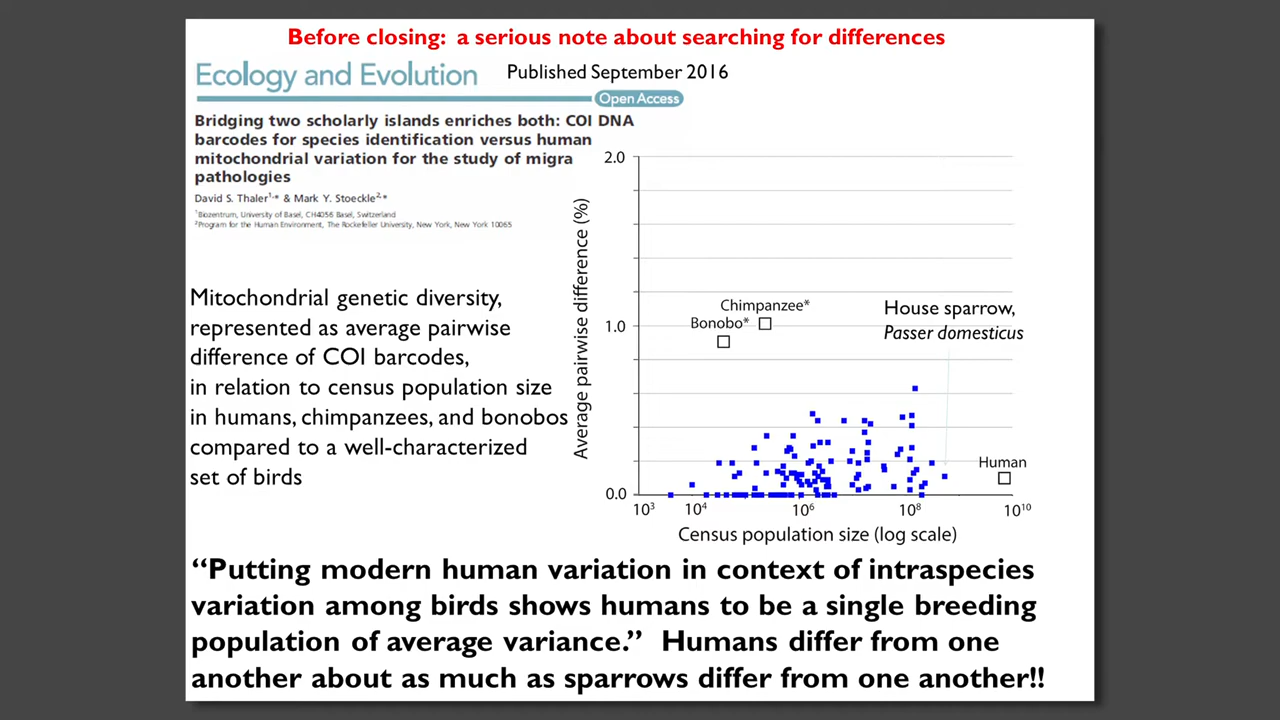 Before closing: a serious note about searching for differences
Ecology and Evolution
Published September 2016
Open Access
Bridging two scholarly islands enriches both: COI DNA
barcodes for species identification versus human
mitochondrial variation for the study of migra
pathologies
David S. Thaler1,* & Mark Y. Stoeckle2,*
1Biozentrum, University of Basel, CH4056 Basel, Switzerland
2Program for the Human Environment, The Rockefeller University, New York, New York 10065
Mitochondrial genetic diversity,
represented as average pairwise
difference of COI barcodes,
in relation to census population size
in humans, chimpanzees, and bonobos
compared to a well-characterized
set of birds
Average pairwise difference (%)
2.0
1.0
0.0
Chimpanzee*
Bonobo*
House sparrow,
Passer domesticus
Human
10³ 10⁴ 10⁶ 10⁸ 10¹⁰
Census population size (log scale)
“Putting modern human variation in context of intraspecies
variation among birds shows humans to be a single breeding
population of average variance.” Humans differ from one
another about as much as sparrows differ from one another!!